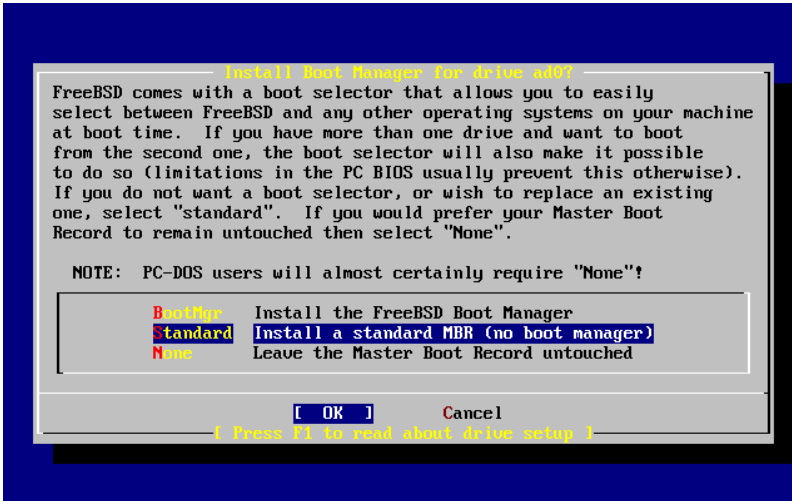 Install Boot Manager for drive ad0?
FreeBSD comes with a boot selector that allows you to easily
select between FreeBSD and any other operating systems on your machine
at boot time.  If you have more than one drive and want to boot
from the second one, the boot selector will also make it possible
to do so (limitations in the PC BIOS usually prevent this otherwise).
If you do not want a boot selector, or wish to replace an existing
one, select "standard".  If you would prefer your Master Boot
Record to remain untouched then select "None".
NOTE:  PC-DOS users will almost certainly require "None"!
BootMgr   Install the FreeBSD Boot Manager
Standard  Install a standard MBR (no boot manager)
None      Leave the Master Boot Record untouched
[  OK  ]       Cancel
[ Press F1 to read about drive setup ]